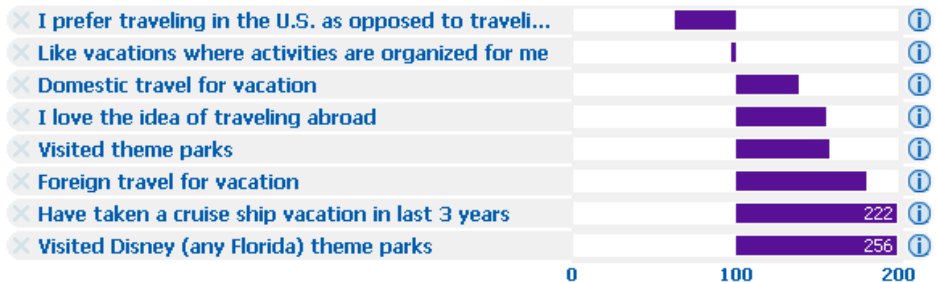 I prefer traveling in the U.S. as opposed to traveli...
Like vacations where activities are organized for me
Domestic travel for vacation
I love the idea of traveling abroad
Visited theme parks
Foreign travel for vacation
Have taken a cruise ship vacation in last 3 years 222
Visited Disney (any Florida) theme parks 256
0 100 200